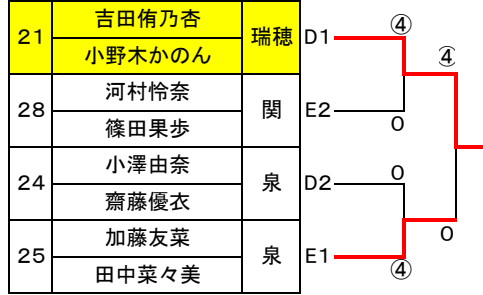 21 吉田侑乃杏 瑞穂 D1 ④
小野木かのん ④
28 河村怜奈 関 E2 0
篠田果歩
24 小澤由奈 泉 D2 0
齋藤優衣
25 加藤友菜 泉 E1 ④ 0
田中菜々美